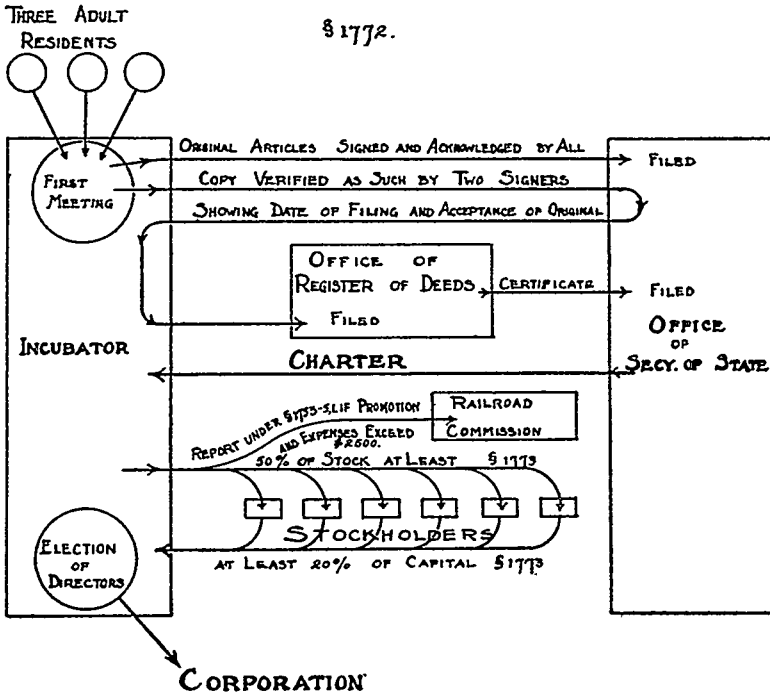 THREE ADULT
RESIDENTS
§1772.
ORIGINAL ARTICLES SIGNED AND ACKNOWLEDGED BY ALL
FILED
FIRST
MEETING
COPY VERIFIED AS SUCH BY TWO SIGNERS
SHOWING DATE OF FILING AND ACCEPTANCE OF ORIGINAL
OFFICE OF
REGISTER OF DEEDS
CERTIFICATE
FILED
FILED
OFFICE
OF
SECY. OF STATE
INCUBATOR
CHARTER
REPORT UNDER §1753-5, IF PROMOTION
AND EXPENSES EXCEED
$2500.
RAILROAD
COMMISSION
50% OF STOCK AT LEAST §1773
STOCKHOLDERS
AT LEAST 20% OF CAPITAL §1773
ELECTION
OF
DIRECTORS
CORPORATION